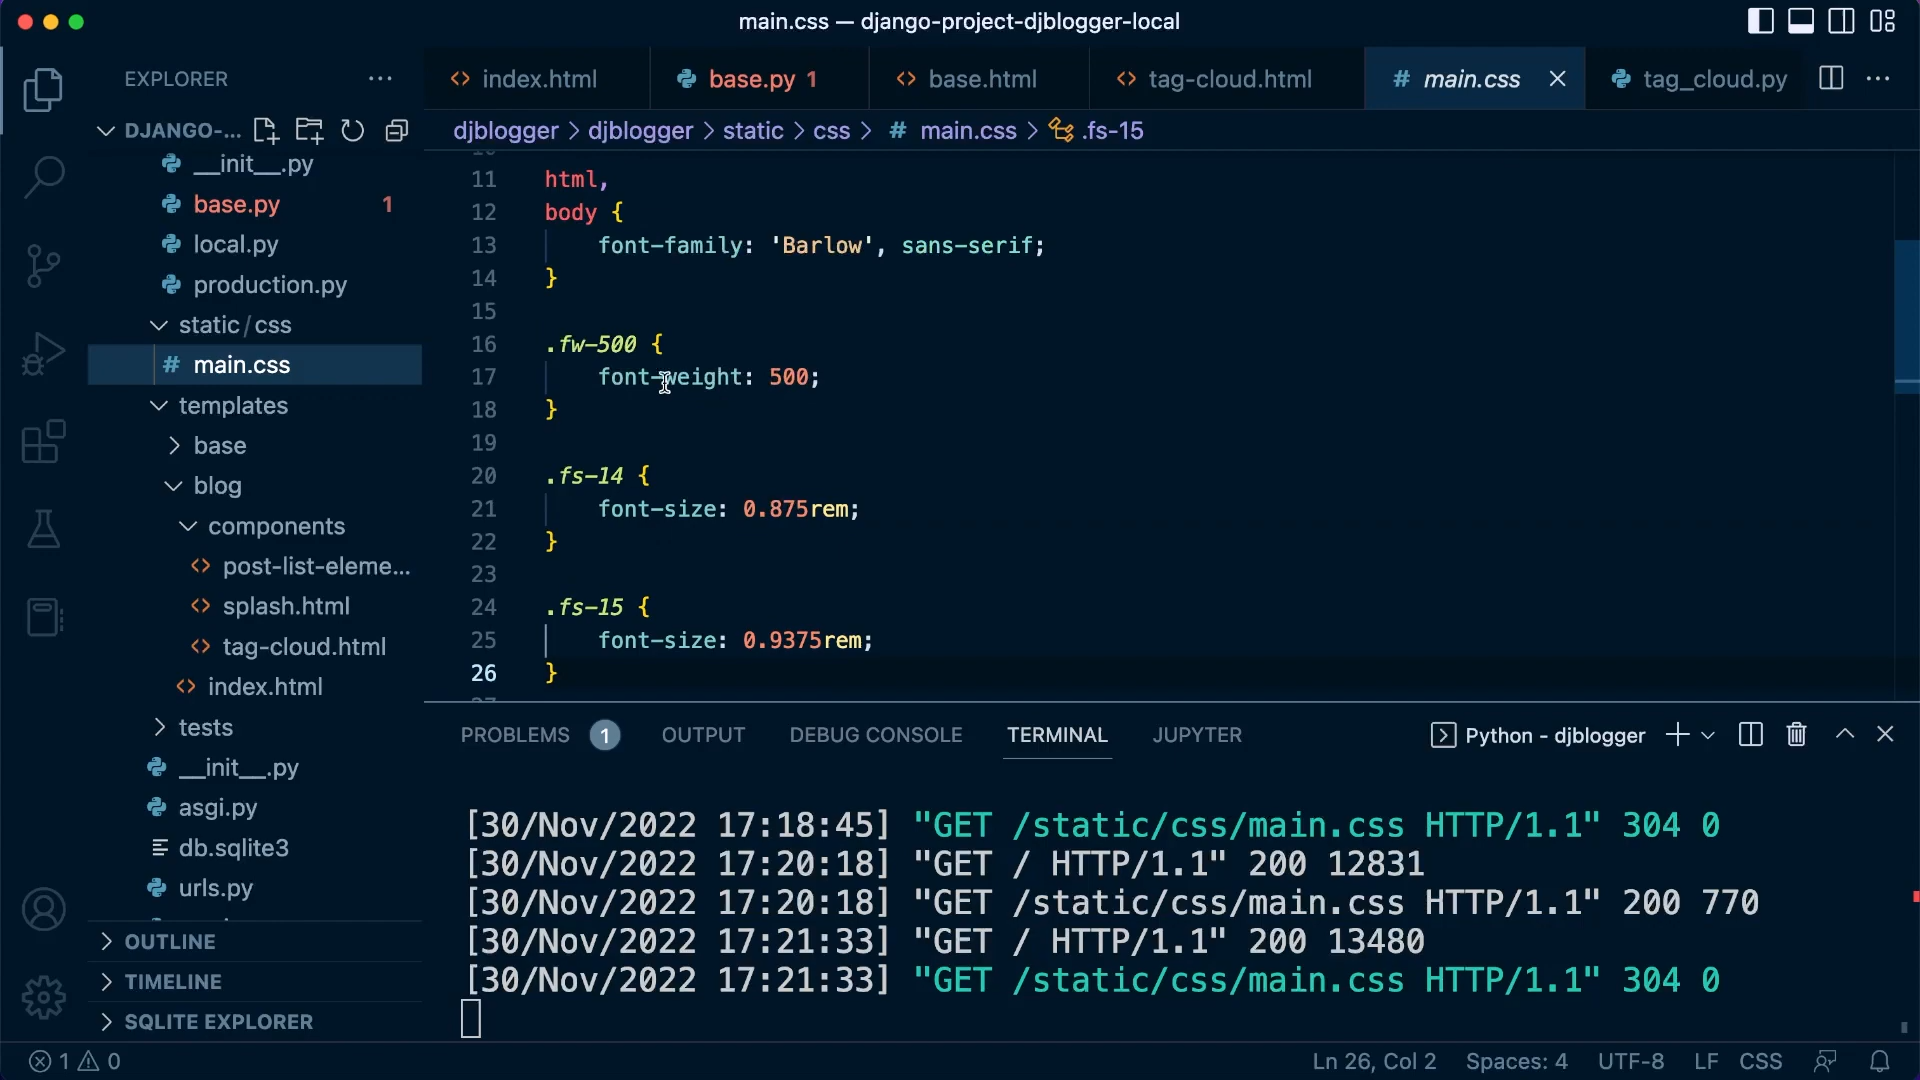 main.css — django-project-djblogger-local
EXPLORER
index.html
base.py 1
base.html
tag-cloud.html
# main.css
tag_cloud.py
DJANGO-...
djblogger > djblogger > static > css > # main.css > .fs-15
__init__.py
base.py 1
local.py
production.py
static/css
# main.css
templates
base
blog
components
post-list-eleme...
splash.html
tag-cloud.html
index.html
tests
__init__.py
asgi.py
db.sqlite3
urls.py
OUTLINE
TIMELINE
SQLITE EXPLORER
11 html,
12 body {
13 font-family: 'Barlow', sans-serif;
14 }
15
16 .fw-500 {
17 font-weight: 500;
18 }
19
20 .fs-14 {
21 font-size: 0.875rem;
22 }
23
24 .fs-15 {
25 font-size: 0.9375rem;
26 }
PROBLEMS 1 OUTPUT DEBUG CONSOLE TERMINAL JUPYTER
Python - djblogger
[30/Nov/2022 17:18:45] "GET /static/css/main.css HTTP/1.1" 304 0
[30/Nov/2022 17:20:18] "GET / HTTP/1.1" 200 12831
[30/Nov/2022 17:20:18] "GET /static/css/main.css HTTP/1.1" 200 770
[30/Nov/2022 17:21:33] "GET / HTTP/1.1" 200 13480
[30/Nov/2022 17:21:33] "GET /static/css/main.css HTTP/1.1" 304 0
1 0
Ln 26, Col 2 Spaces: 4 UTF-8 LF CSS